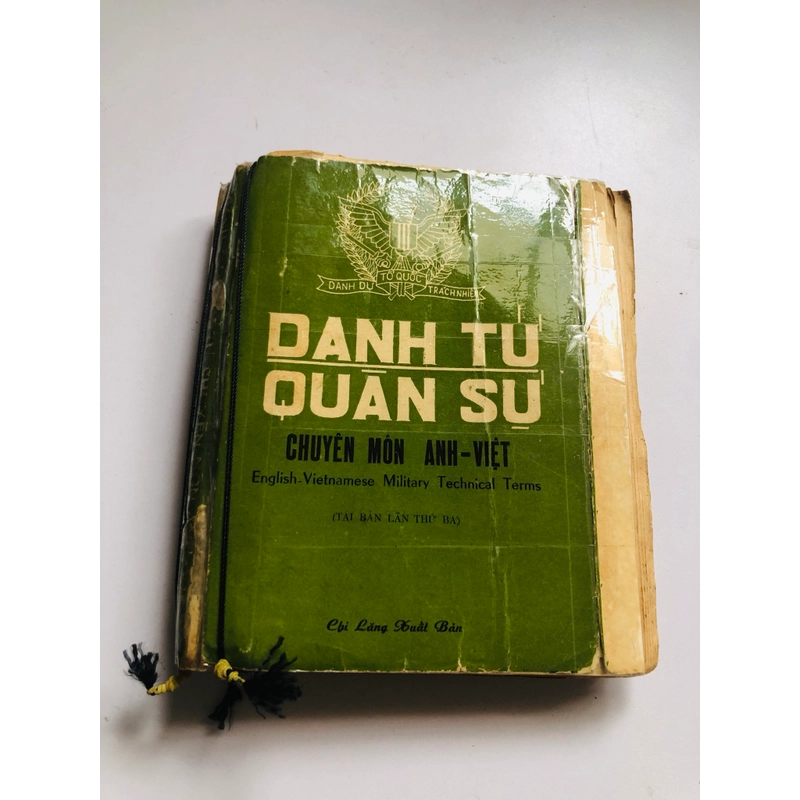 DANH DỰ TỔ QUỐC TRÁCH NHIỆM
DANH TỪ
QUÂN SỰ
CHUYÊN MÔN ANH-VIỆT
English-Vietnamese Military Technical Terms
(TÁI BẢN LẦN THỨ BA)
Chi Lăng Xuất Bản